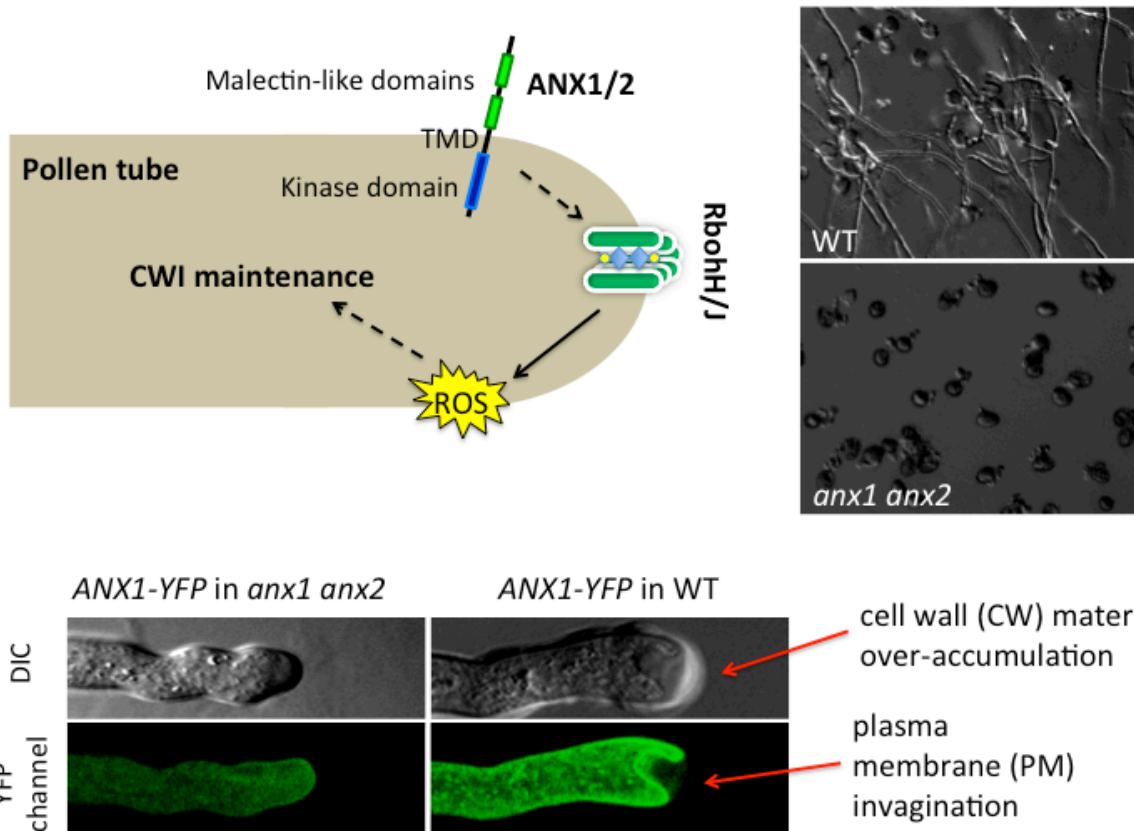 Malectin-like domains
ANX1/2
TMD
Pollen tube
Kinase domain
RbohH/J
CWI maintenance
ROS
WT
anx1 anx2
ANX1-YFP in anx1 anx2
ANX1-YFP in WT
DIC
cell wall (CW) mater
over-accumulation
YFP
channel
plasma
membrane (PM)
invagination